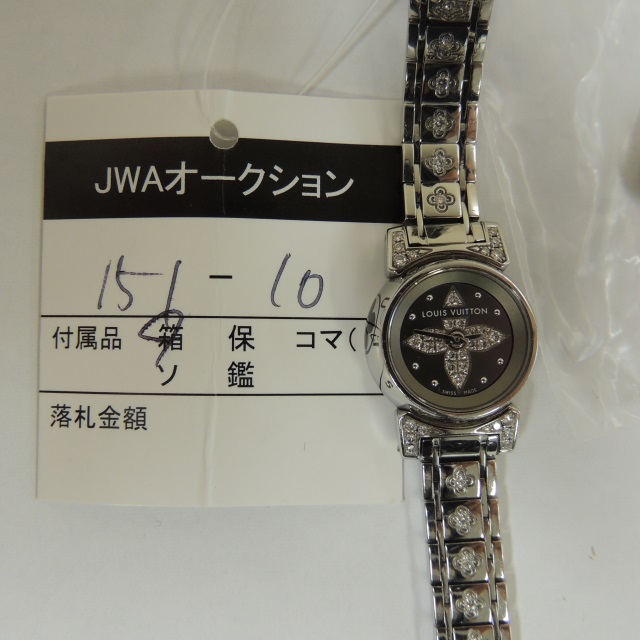 JWAオークション
151 - 10
付属品 箱 保 コマ(
ソ 鑑
落札金額
LOUIS VUITTON
SWISS MADE